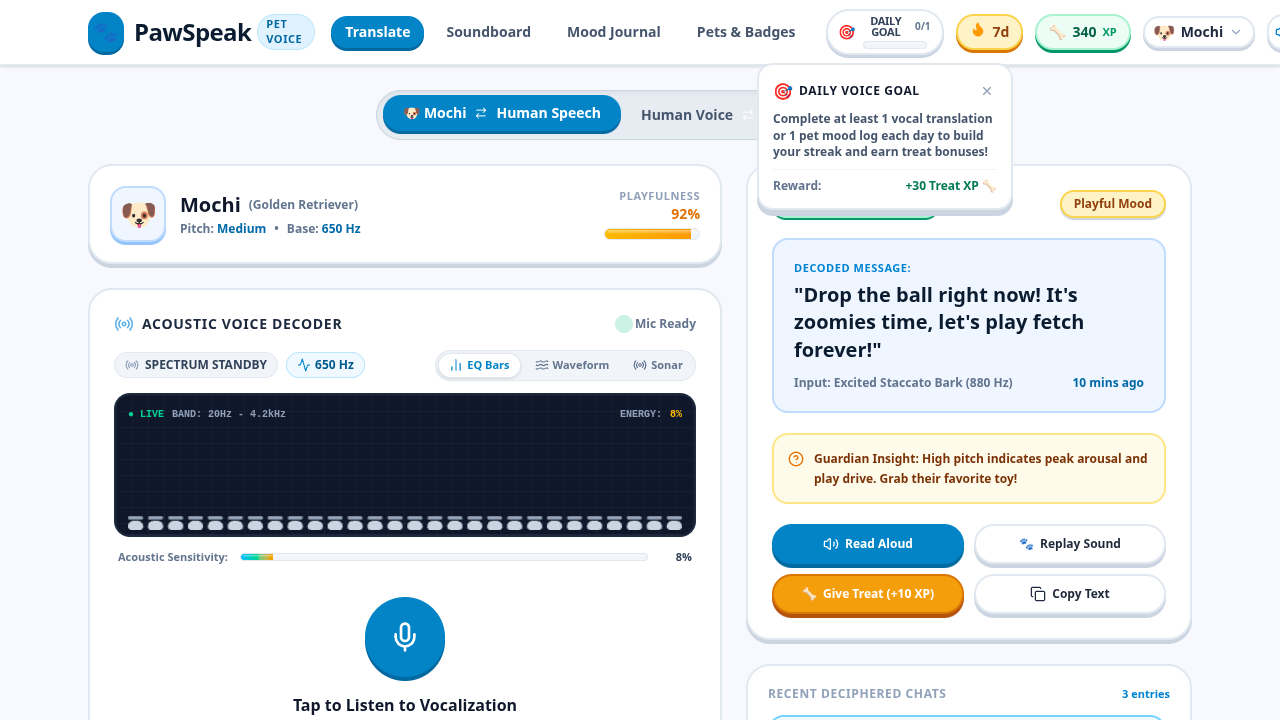 PawSpeak
PET VOICE
Translate
Soundboard
Mood Journal
Pets & Badges
DAILY GOAL
0/1
7d
340 XP
Mochi
DAILY VOICE GOAL
Complete at least 1 vocal translation
or 1 pet mood log each day to build
your streak and earn treat bonuses!
Reward:
+30 Treat XP
Mochi
Human Speech
Human Voice
Mochi (Golden Retriever)
Pitch: Medium • Base: 650 Hz
PLAYFULNESS
92%
Playful Mood
ACOUSTIC VOICE DECODER
Mic Ready
SPECTRUM STANDBY
650 Hz
EQ Bars
Waveform
Sonar
● LIVE BAND: 20Hz - 4.2kHz
ENERGY: 8%
Acoustic Sensitivity:
8%
Tap to Listen to Vocalization
DECODED MESSAGE:
"Drop the ball right now! It's
zoomies time, let's play fetch
forever!"
Input: Excited Staccato Bark (880 Hz)
10 mins ago
Guardian Insight: High pitch indicates peak arousal and
play drive. Grab their favorite toy!
Read Aloud
Replay Sound
Give Treat (+10 XP)
Copy Text
RECENT DECIPHERED CHATS
3 entries